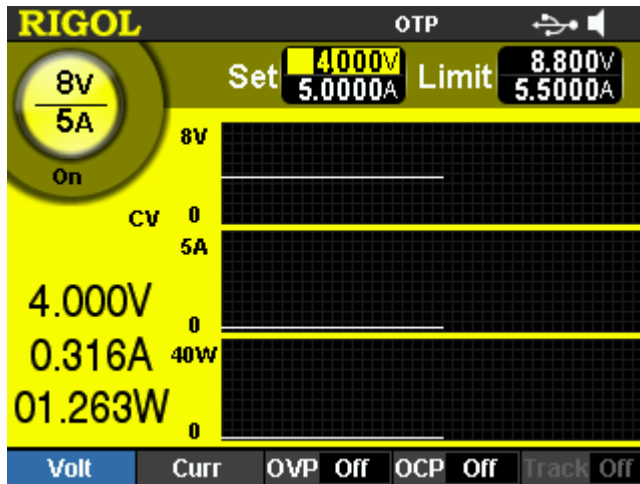 RIGOL OTP
Set 4.000V Limit 8.800V
5.0000A 5.5000A
8V
5A
On
8V
CV 0
5A
0
40W
0
4.000V
0.316A
01.263W
Volt Curr OVP Off OCP Off Track Off